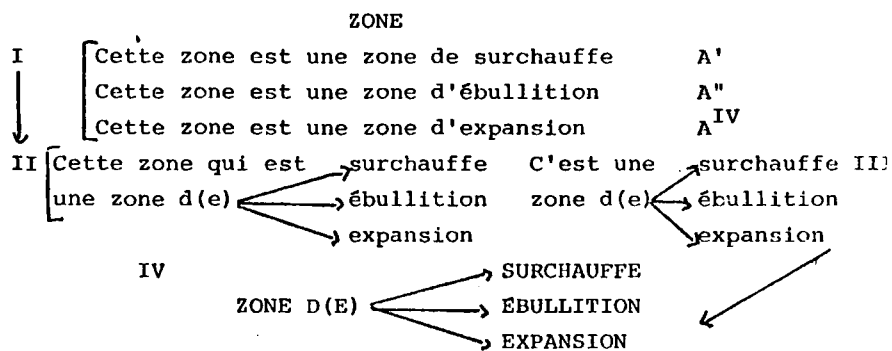 ZONE
I Cette zone est une zone de surchauffe A'
Cette zone est une zone d'ébullition A"
Cette zone est une zone d'expansion A^IV
II Cette zone qui est surchauffe C'est une surchauffe III
une zone d(e) ébullition zone d(e) ébullition
expansion expansion
IV SURCHAUFFE
ZONE D(E) ÉBULLITION
EXPANSION